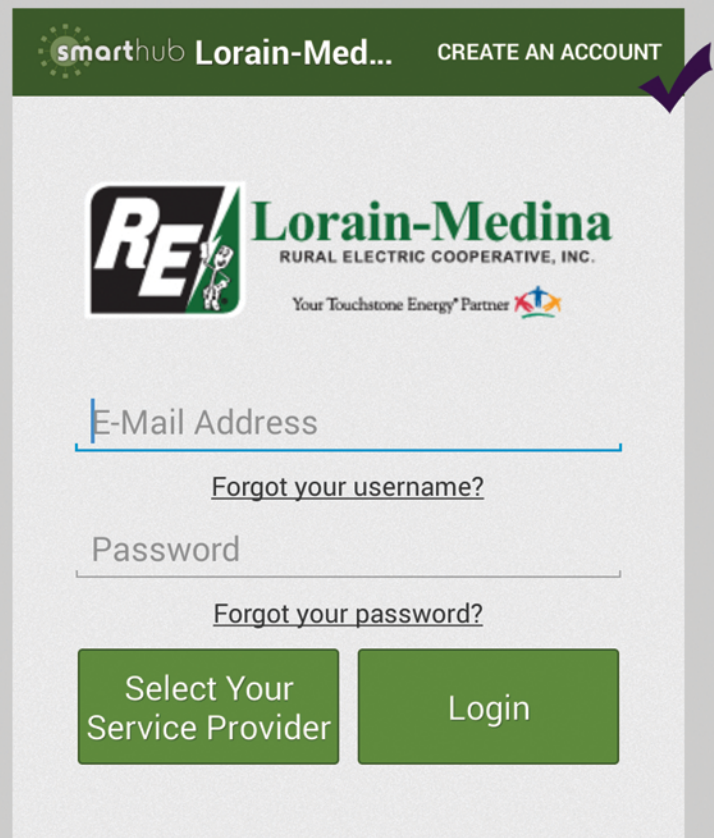 smarthub Lorain-Med... CREATE AN ACCOUNT
RE
Lorain-Medina
RURAL ELECTRIC COOPERATIVE, INC.
Your Touchstone Energy® Partner
E-Mail Address
Forgot your username?
Password
Forgot your password?
Select Your
Service Provider
Login